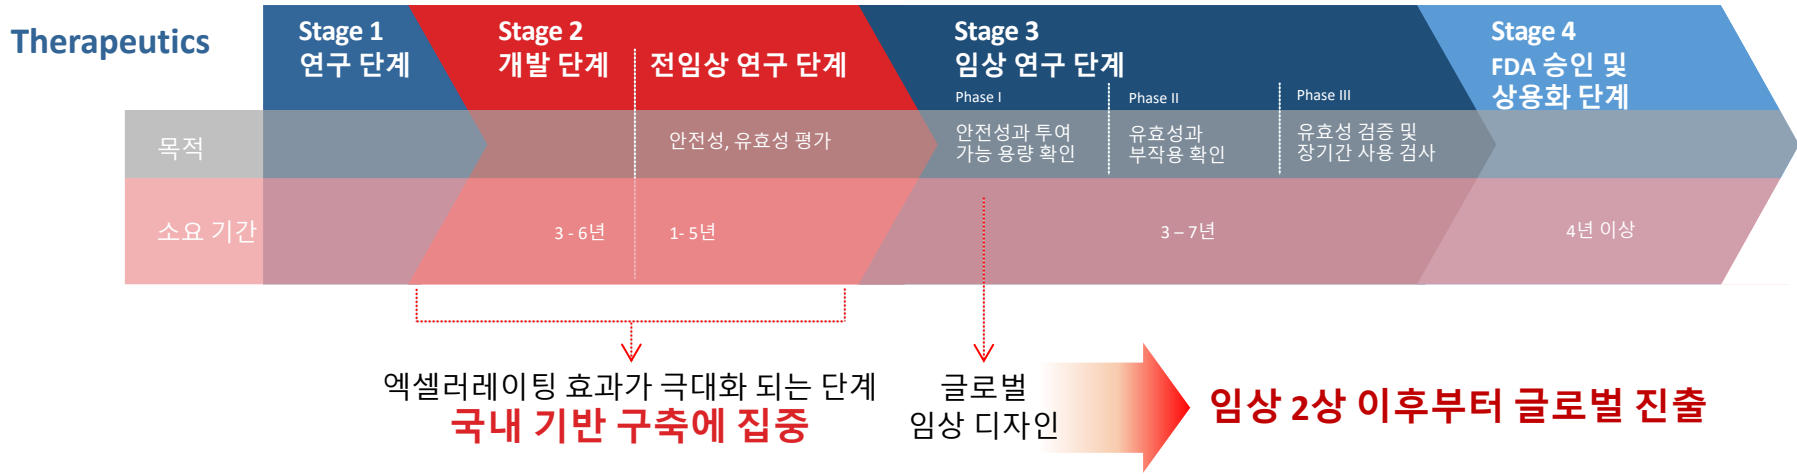 Therapeutics
Stage 1
연구 단계
Stage 2
개발 단계
전임상 연구 단계
Stage 3
임상 연구 단계
Phase I
Phase II
Phase III
Stage 4
FDA 승인 및
상용화 단계
목적
안전성, 유효성 평가
안전성과 투여
가능 용량 확인
유효성과
부작용 확인
유효성 검증 및
장기간 사용 검사
소요 기간
3 - 6년
1- 5년
3 – 7년
4년 이상
엑셀러레이팅 효과가 극대화 되는 단계
국내 기반 구축에 집중
글로벌
임상 디자인
임상 2상 이후부터 글로벌 진출